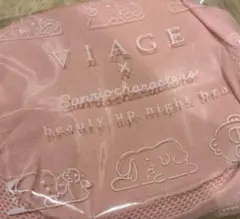 VIAGE
×
Sanriocharacters
beauty up night bra